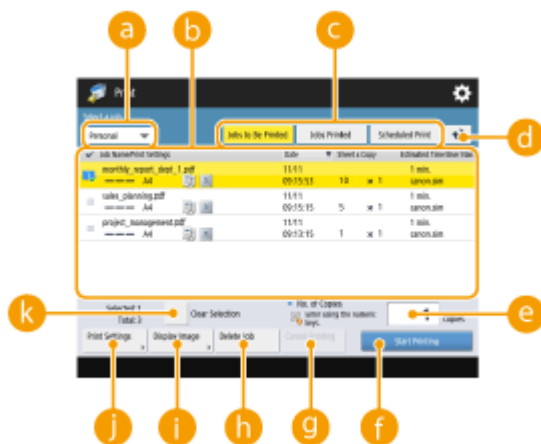 a
b
c
Print
Select a job
Personal
Jobs to Be Printed
Jobs Printed
Scheduled Print
d
Job Name/Print Settings
Date
Sheet x Copy
Estimated Time/User Name
monthly_report_dept_1.pdf
11/11
1 min.
A4
09:15:53
10 x 1
canon.sim
sales_planning.pdf
11/11
1 min.
A4
09:15:15
5 x 1
canon.sim
project_management.pdf
11/11
1 min.
A4
09:13:15
1 x 1
canon.sim
k
Selected: 1
Total: 3
Clear Selection
No. of Copies
using the numeric
keys.
copies
e
Print Settings
Display Image
Delete Job
Cancel Printing
Start Printing
j
i
h
g
f